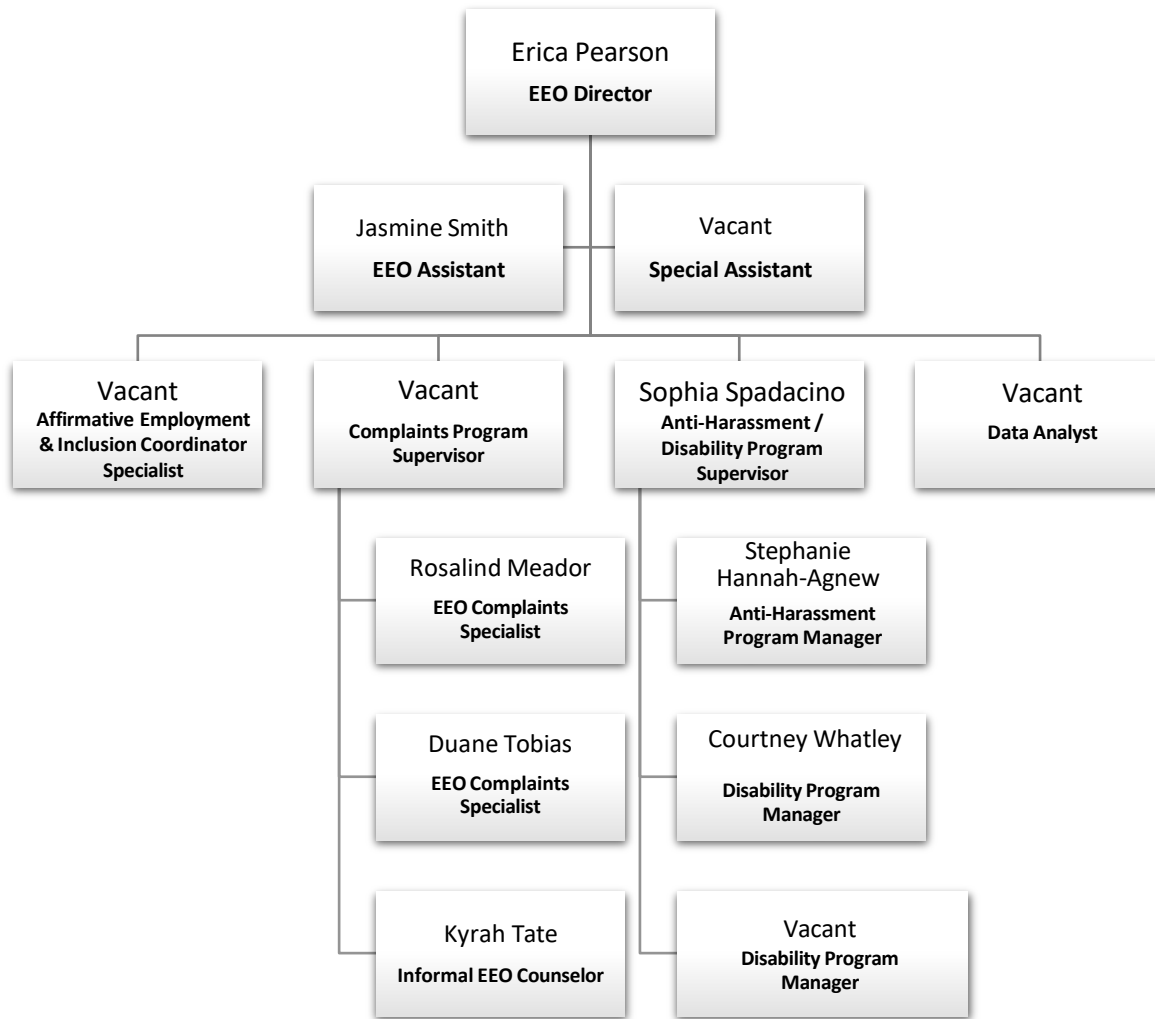 Erica Pearson
EEO Director
Jasmine Smith
EEO Assistant
Vacant
Special Assistant
Vacant
Affirmative Employment
& Inclusion Coordinator
Specialist
Vacant
Complaints Program
Supervisor
Sophia Spadacino
Anti-Harassment /
Disability Program
Supervisor
Vacant
Data Analyst
Rosalind Meador
EEO Complaints
Specialist
Stephanie
Hannah-Agnew
Anti-Harassment
Program Manager
Duane Tobias
EEO Complaints
Specialist
Courtney Whatley
Disability Program
Manager
Kyrah Tate
Informal EEO Counselor
Vacant
Disability Program
Manager